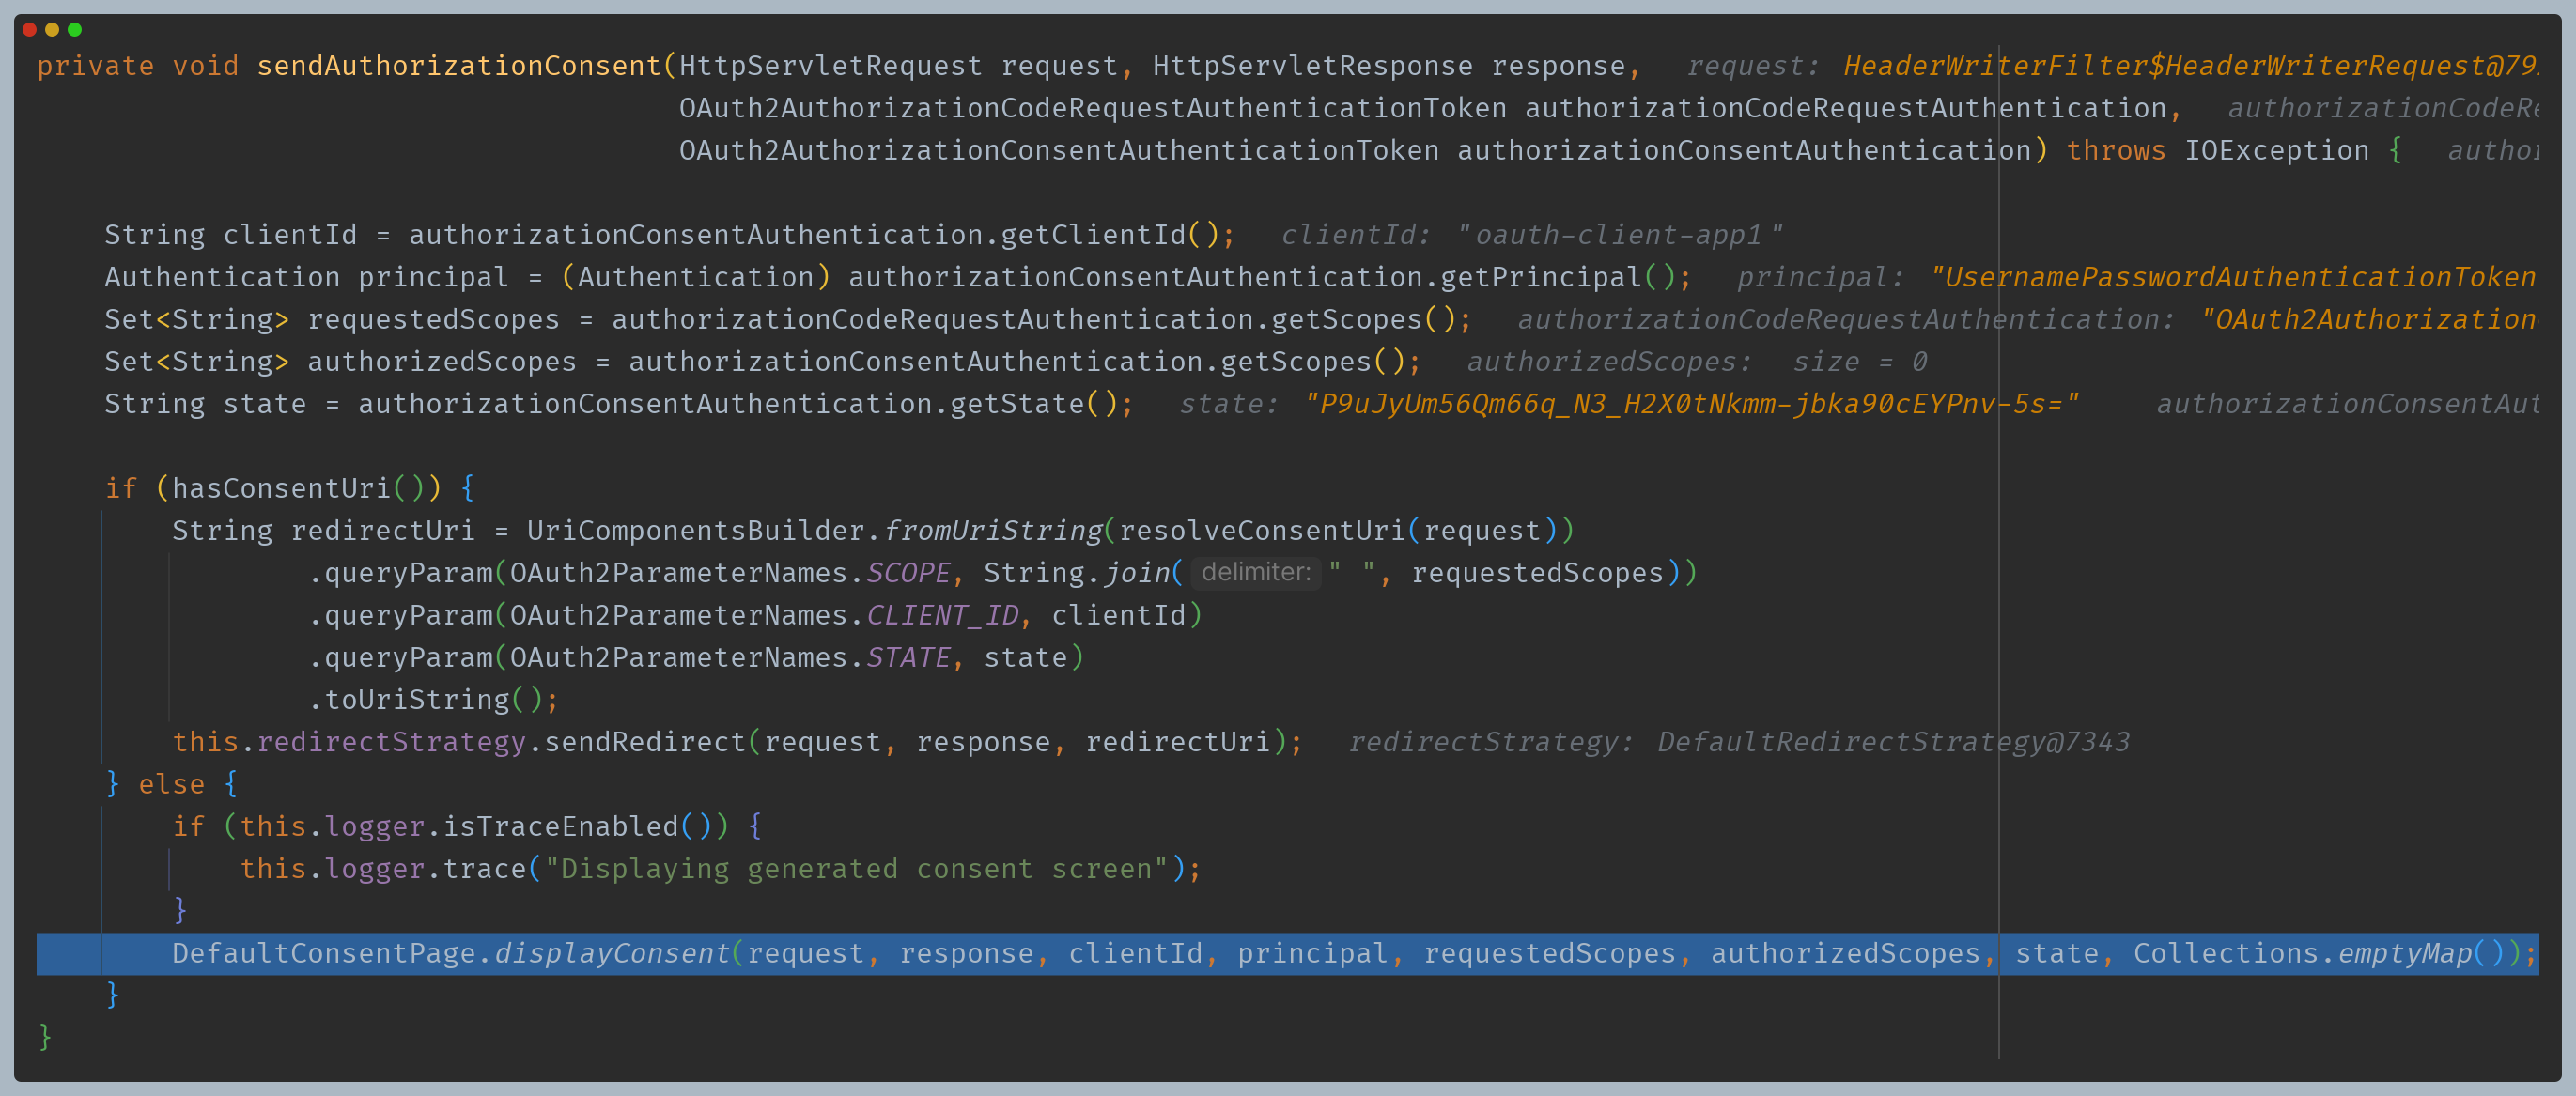 private void sendAuthorizationConsent(HttpServletRequest request, HttpServletResponse response,   request: HeaderWriterFilter$HeaderWriterRequest@79
OAuth2AuthorizationCodeRequestAuthenticationToken authorizationCodeRequestAuthentication,   authorizationCodeRe
OAuth2AuthorizationConsentAuthenticationToken authorizationConsentAuthentication) throws IOException {   author
String clientId = authorizationConsentAuthentication.getClientId();   clientId: "oauth-client-app1"
Authentication principal = (Authentication) authorizationConsentAuthentication.getPrincipal();   principal: "UsernamePasswordAuthenticationToken
Set<String> requestedScopes = authorizationCodeRequestAuthentication.getScopes();   authorizationCodeRequestAuthentication: "OAuth2Authorization
Set<String> authorizedScopes = authorizationConsentAuthentication.getScopes();   authorizedScopes:  size = 0
String state = authorizationConsentAuthentication.getState();   state: "P9uJyUm56Qm66q_N3_H2X0tNkmm-jbka90cEYPnv-5s="   authorizationConsentAut
if (hasConsentUri()) {
String redirectUri = UriComponentsBuilder.fromUriString(resolveConsentUri(request))
.queryParam(OAuth2ParameterNames.SCOPE, String.join( delimiter: " ", requestedScopes))
.queryParam(OAuth2ParameterNames.CLIENT_ID, clientId)
.queryParam(OAuth2ParameterNames.STATE, state)
.toUriString();
this.redirectStrategy.sendRedirect(request, response, redirectUri);   redirectStrategy: DefaultRedirectStrategy@7343
} else {
if (this.logger.isTraceEnabled()) {
this.logger.trace("Displaying generated consent screen");
}
DefaultConsentPage.displayConsent(request, response, clientId, principal, requestedScopes, authorizedScopes, state, Collections.emptyMap());
}
}